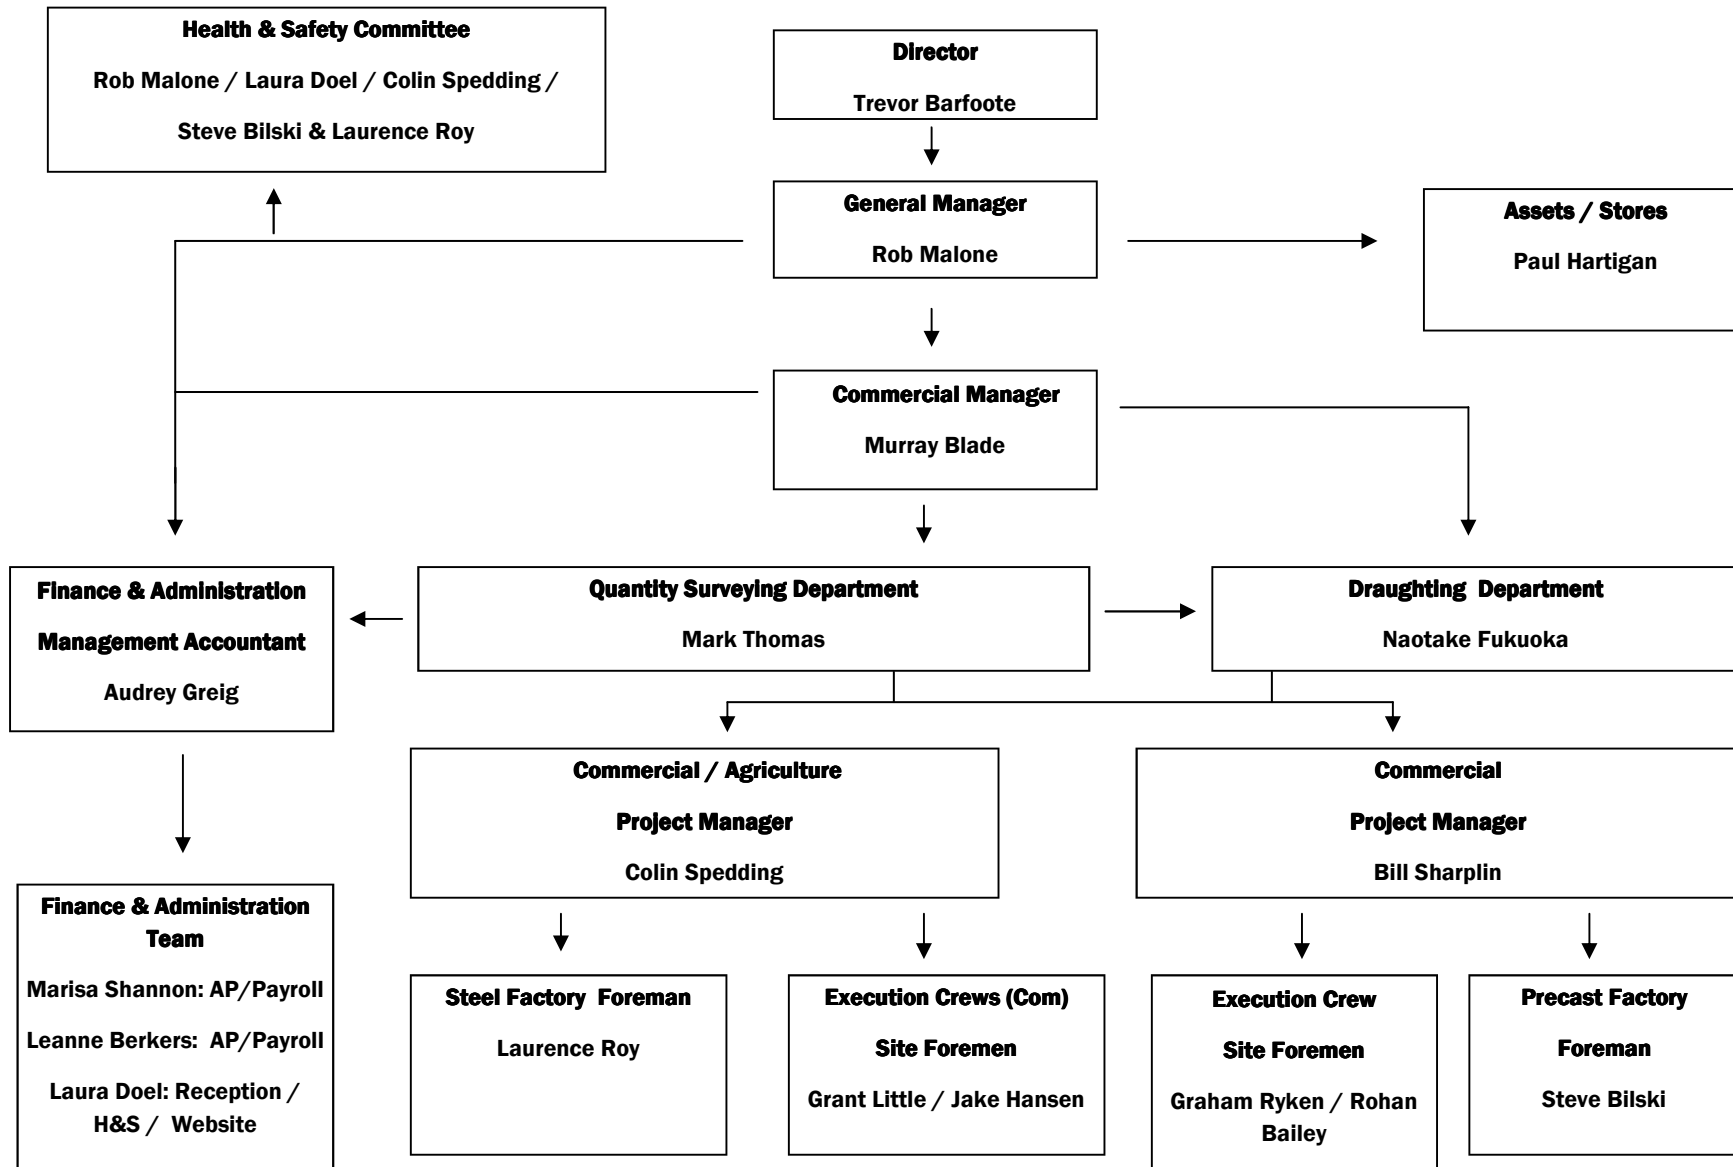 Health & Safety Committee
Rob Malone / Laura Doel / Colin Spedding /
Steve Bilski & Laurence Roy
Director
Trevor Barfoote
General Manager
Rob Malone
Assets / Stores
Paul Hartigan
Commercial Manager
Murray Blade
Finance & Administration
Management Accountant
Audrey Greig
Quantity Surveying Department
Mark Thomas
Draughting Department
Naotake Fukuoka
Commercial / Agriculture
Project Manager
Colin Spedding
Commercial
Project Manager
Bill Sharplin
Finance & Administration
Team
Marisa Shannon: AP/Payroll
Leanne Berkers: AP/Payroll
Laura Doel: Reception /
H&S / Website
Steel Factory Foreman
Laurence Roy
Execution Crews (Com)
Site Foremen
Grant Little / Jake Hansen
Execution Crew
Site Foremen
Graham Ryken / Rohan
Bailey
Precast Factory
Foreman
Steve Bilski